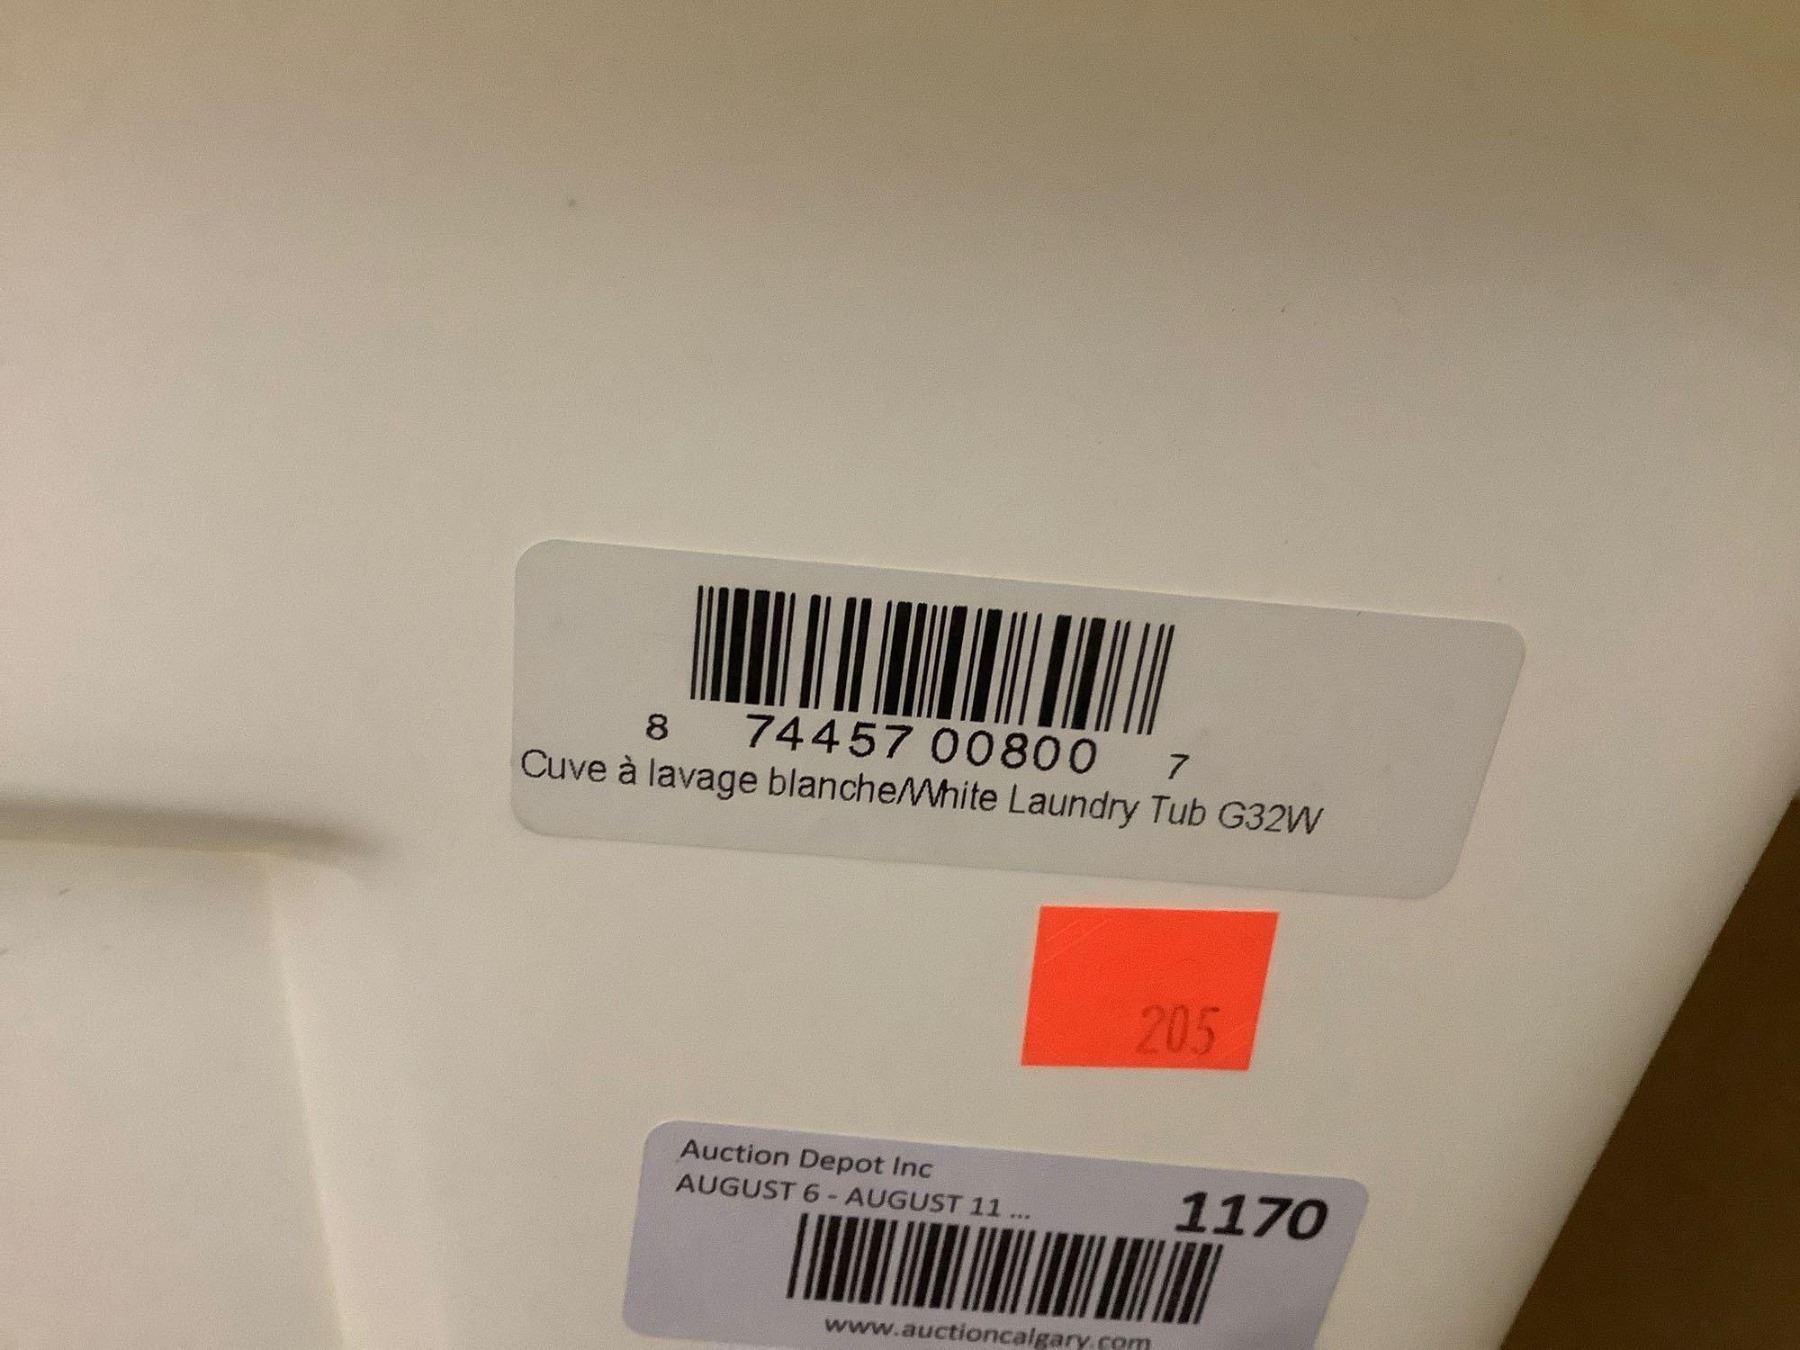 8 74457 00800 7
Cuve à lavage blanche/White Laundry Tub G32W
205
Auction Depot Inc
AUGUST 6 - AUGUST 11 ...
1170
www.auctioncalgary.com